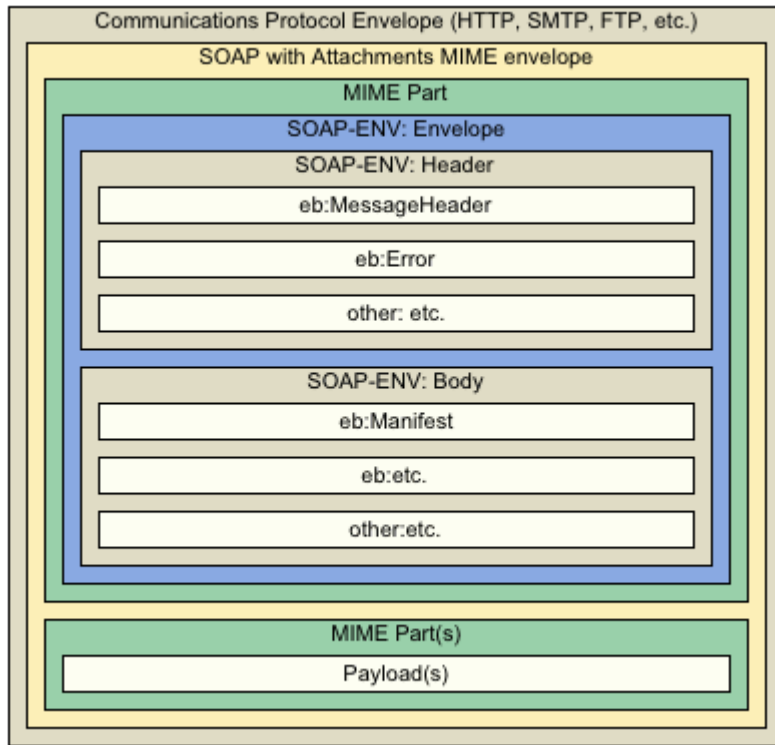 Communications Protocol Envelope (HTTP, SMTP, FTP, etc.)
SOAP with Attachments MIME envelope
MIME Part
SOAP-ENV: Envelope
SOAP-ENV: Header
eb:MessageHeader
eb:Error
other: etc.
SOAP-ENV: Body
eb:Manifest
eb:etc.
other:etc.
MIME Part(s)
Payload(s)